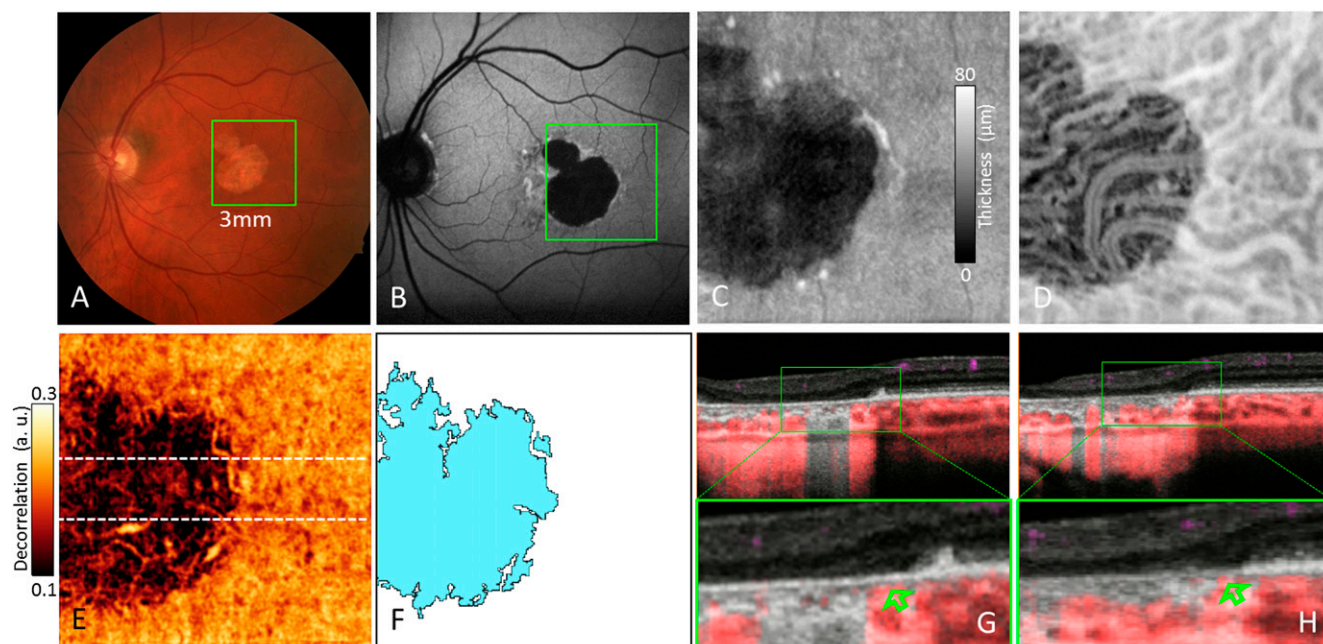 A
3mm
B
C
80
Thickness (μm)
0
D
0.3
Decorrelation (a. u.)
0.1
E
F
G
H